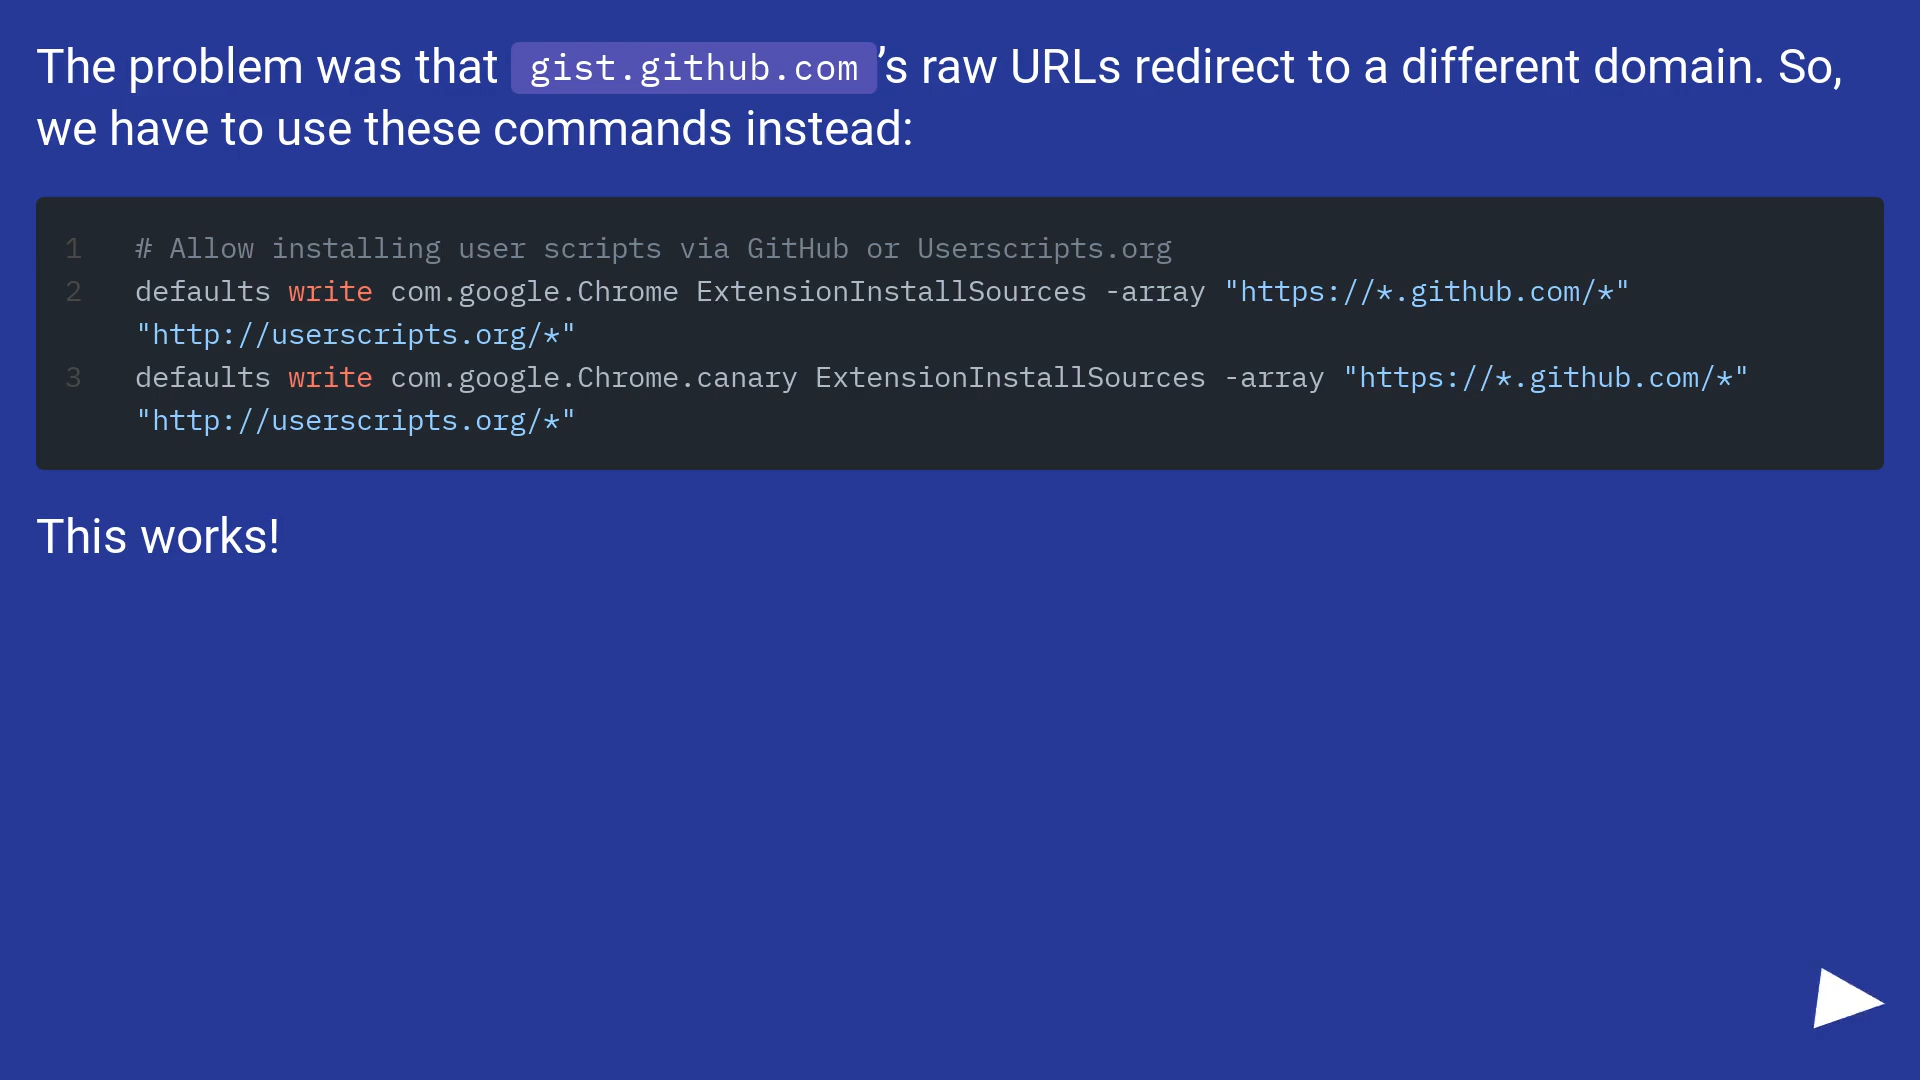 The problem was that gist.github.com’s raw URLs redirect to a different domain. So,
we have to use these commands instead:
1 # Allow installing user scripts via GitHub or Userscripts.org
2 defaults write com.google.Chrome ExtensionInstallSources -array "https://*.github.com/*"
"http://userscripts.org/*"
3 defaults write com.google.Chrome.canary ExtensionInstallSources -array "https://*.github.com/*"
"http://userscripts.org/*"
This works!